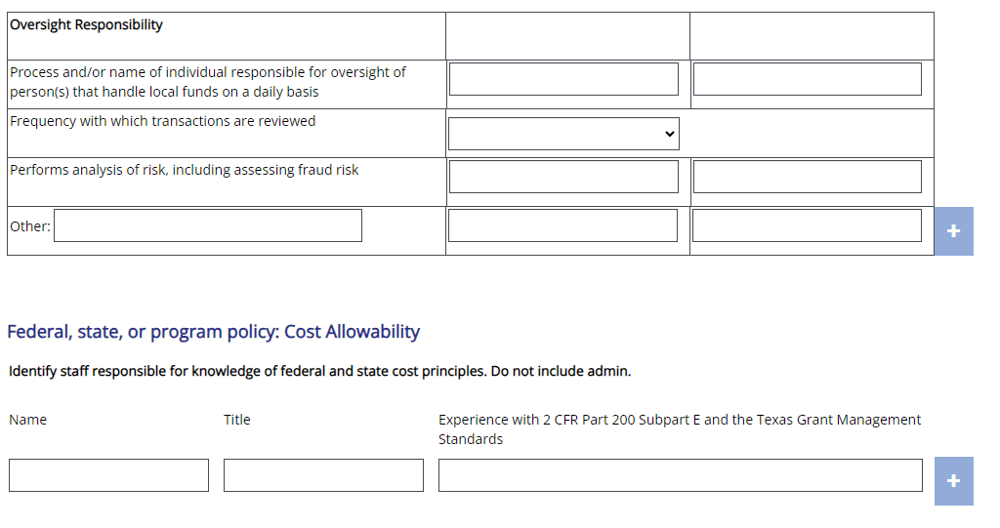 Oversight Responsibility
Process and/or name of individual responsible for oversight of
person(s) that handle local funds on a daily basis
Frequency with which transactions are reviewed
Performs analysis of risk, including assessing fraud risk
Other:
+
Federal, state, or program policy: Cost Allowability
Identify staff responsible for knowledge of federal and state cost principles. Do not include admin.
Name Title Experience with 2 CFR Part 200 Subpart E and the Texas Grant Management
Standards
+